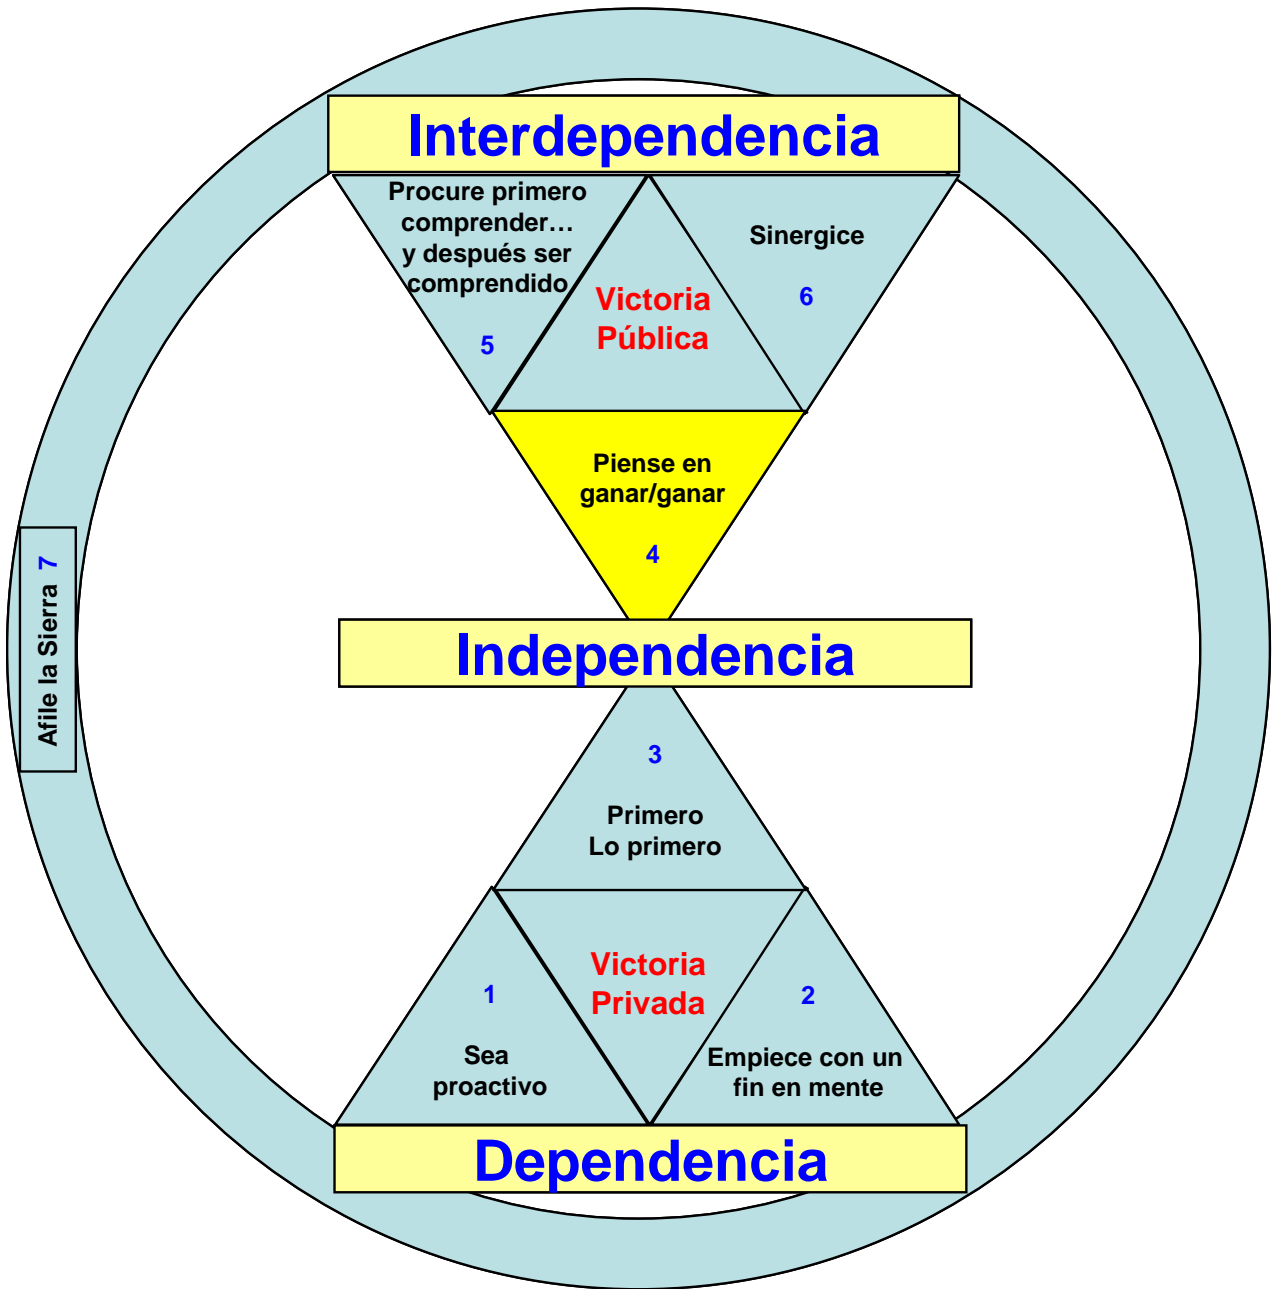 Interdependencia
Procure primero
comprender…
y después ser
comprendido
5
Victoria
Pública
Sinergice
6
Piense en
ganar/ganar
4
Afile la Sierra 7
Independencia
3
Primero
Lo primero
Victoria
Privada
1
Sea
proactivo
2
Empiece con un
fin en mente
Dependencia